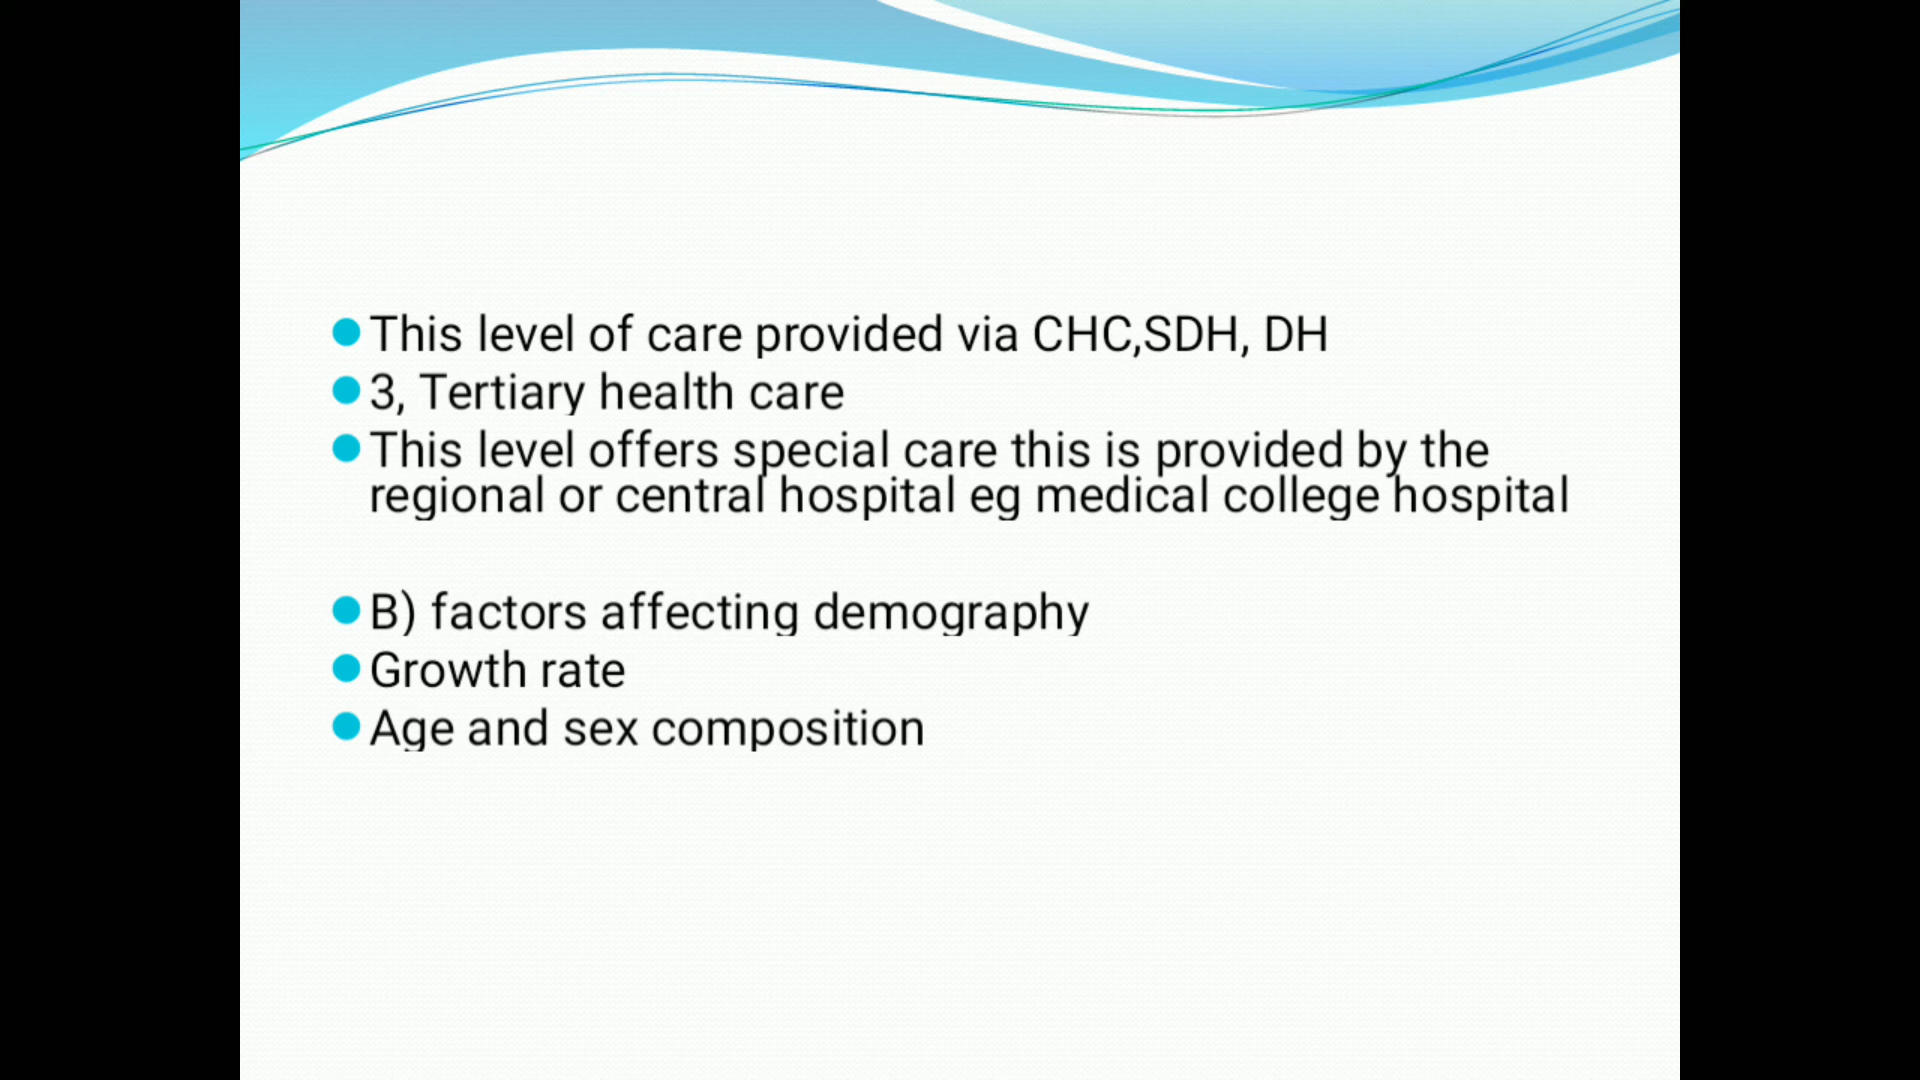 This level of care provided via CHC,SDH, DH
3, Tertiary health care
This level offers special care this is provided by the
regional or central hospital eg medical college hospital
B) factors affecting demography
Growth rate
Age and sex composition